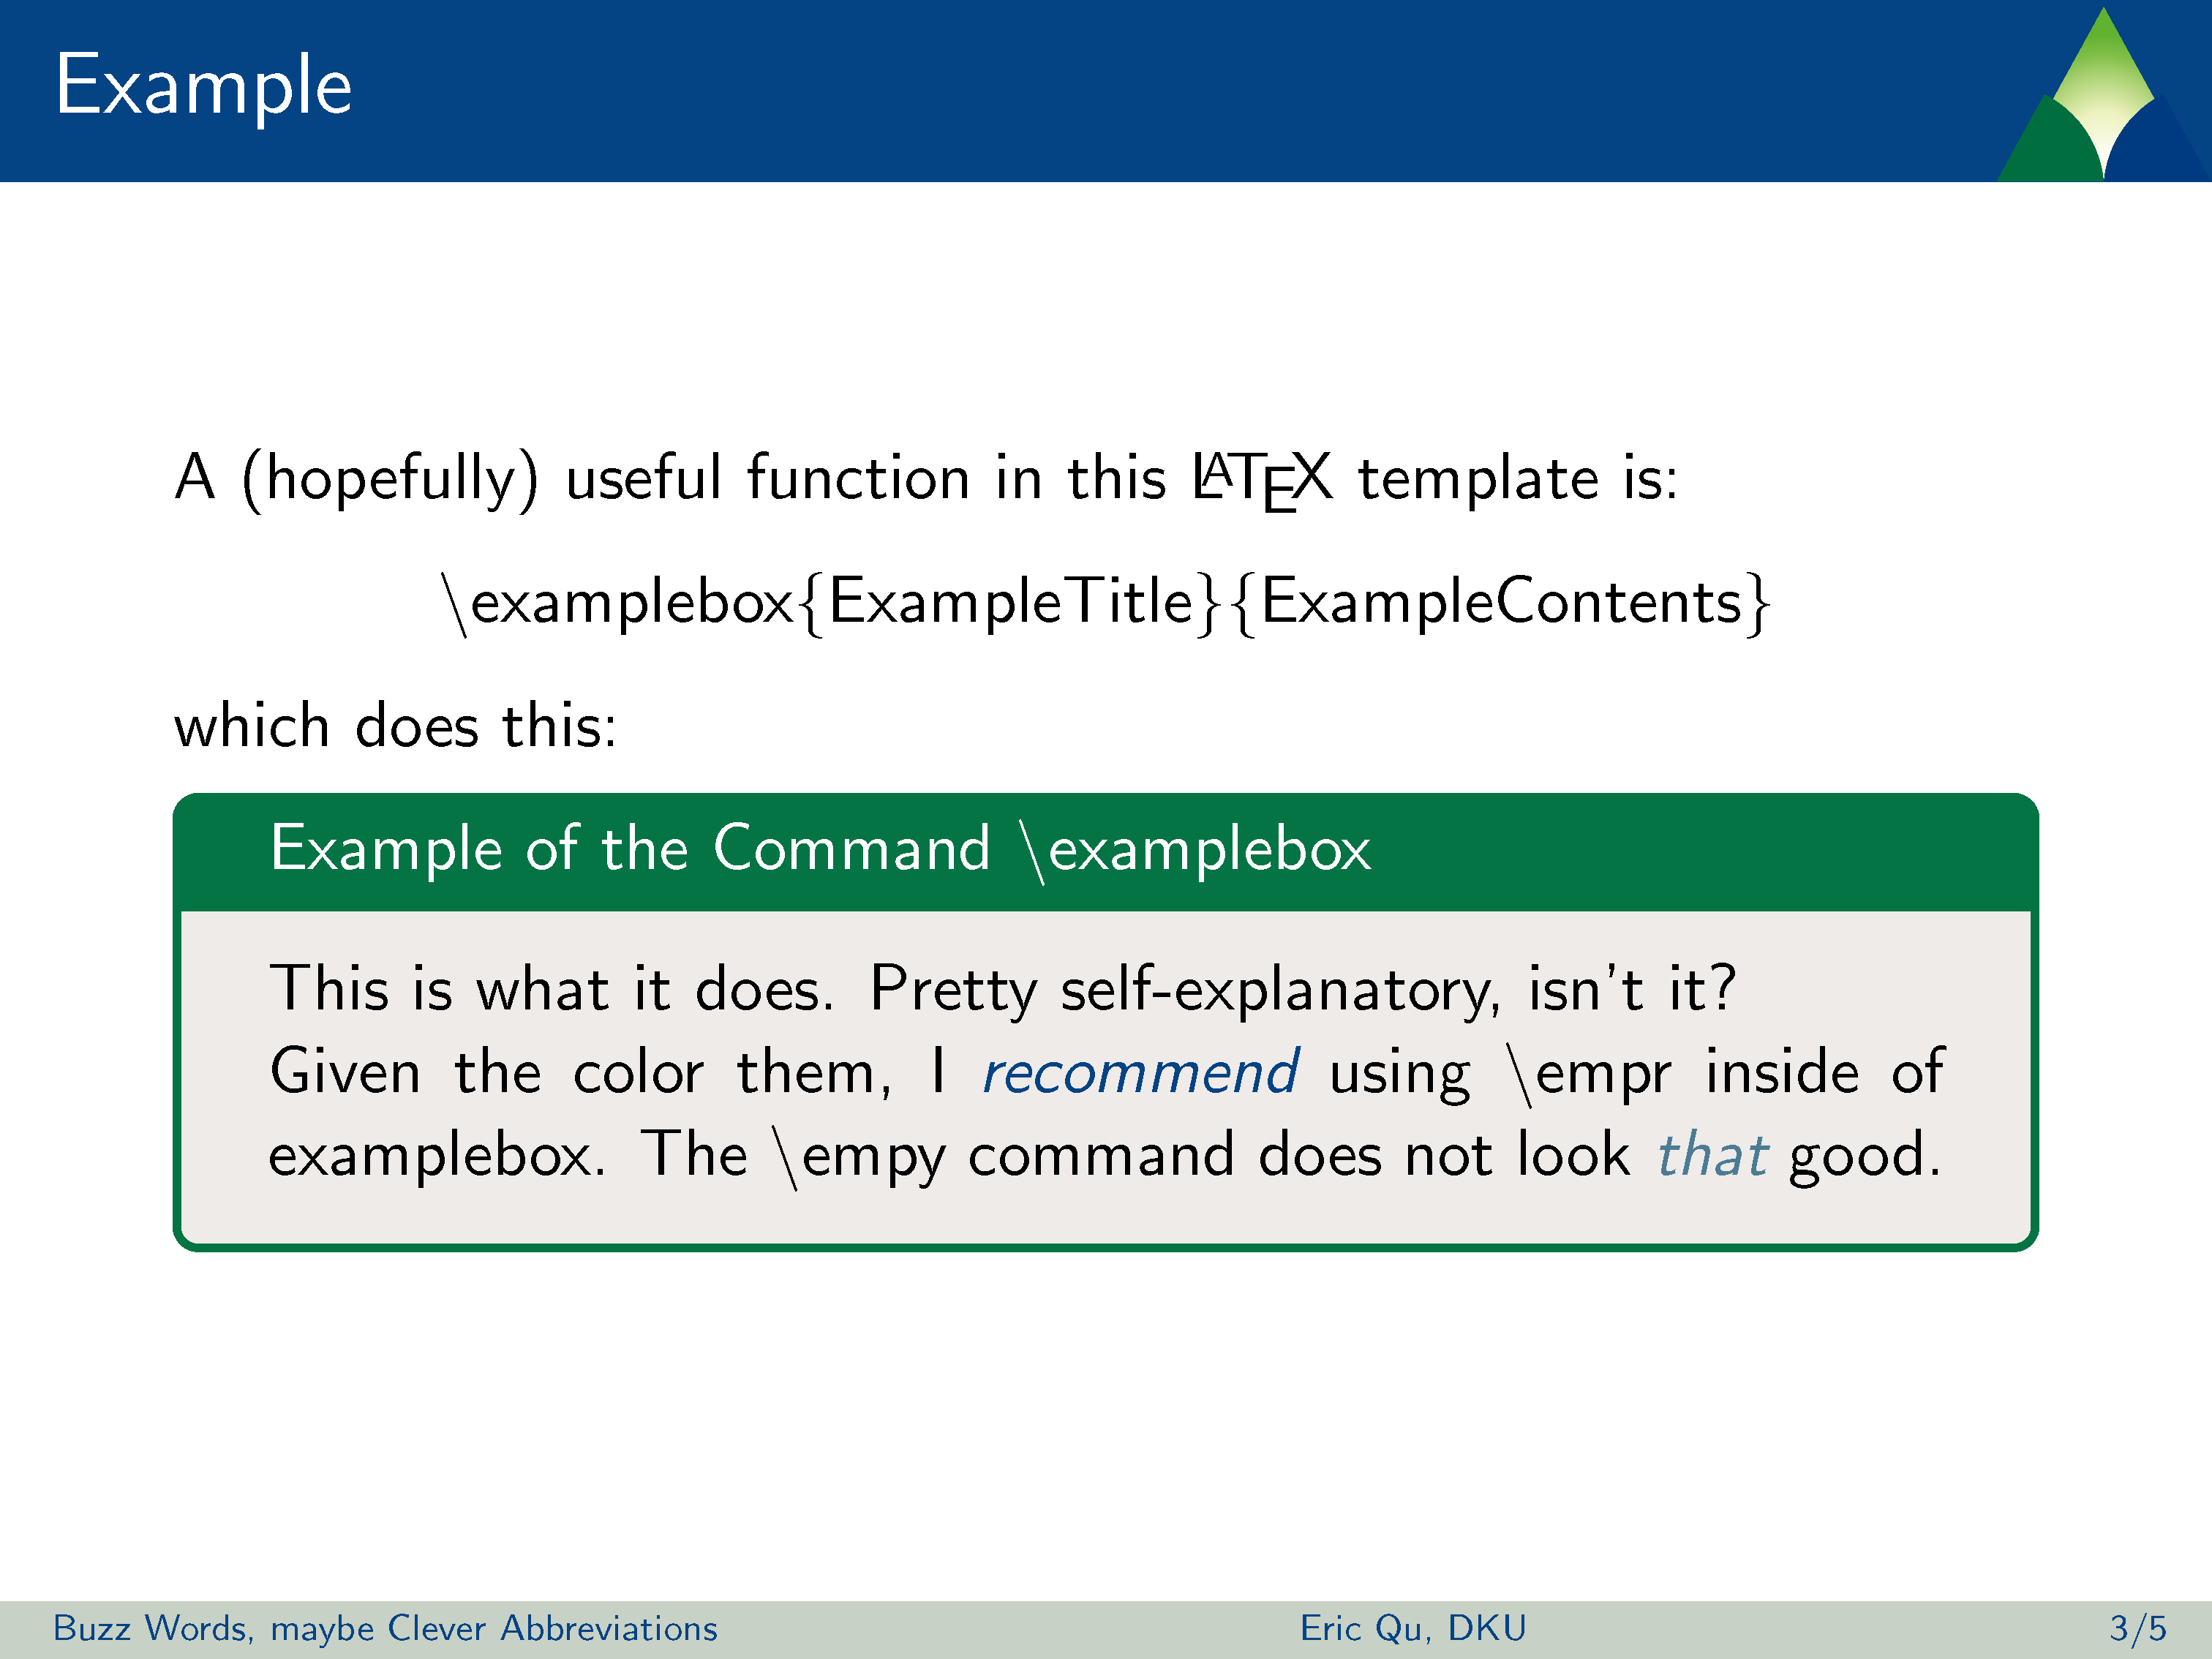 Example
A (hopefully) useful function in this LATEX template is:
\examplebox{ExampleTitle}{ExampleContents}
which does this:
Example of the Command \examplebox
This is what it does. Pretty self-explanatory, isn't it?
Given the color them, I recommend using \empr inside of
examplebox. The \empy command does not look that good.
Buzz Words, maybe Clever Abbreviations Eric Qu, DKU 3/5